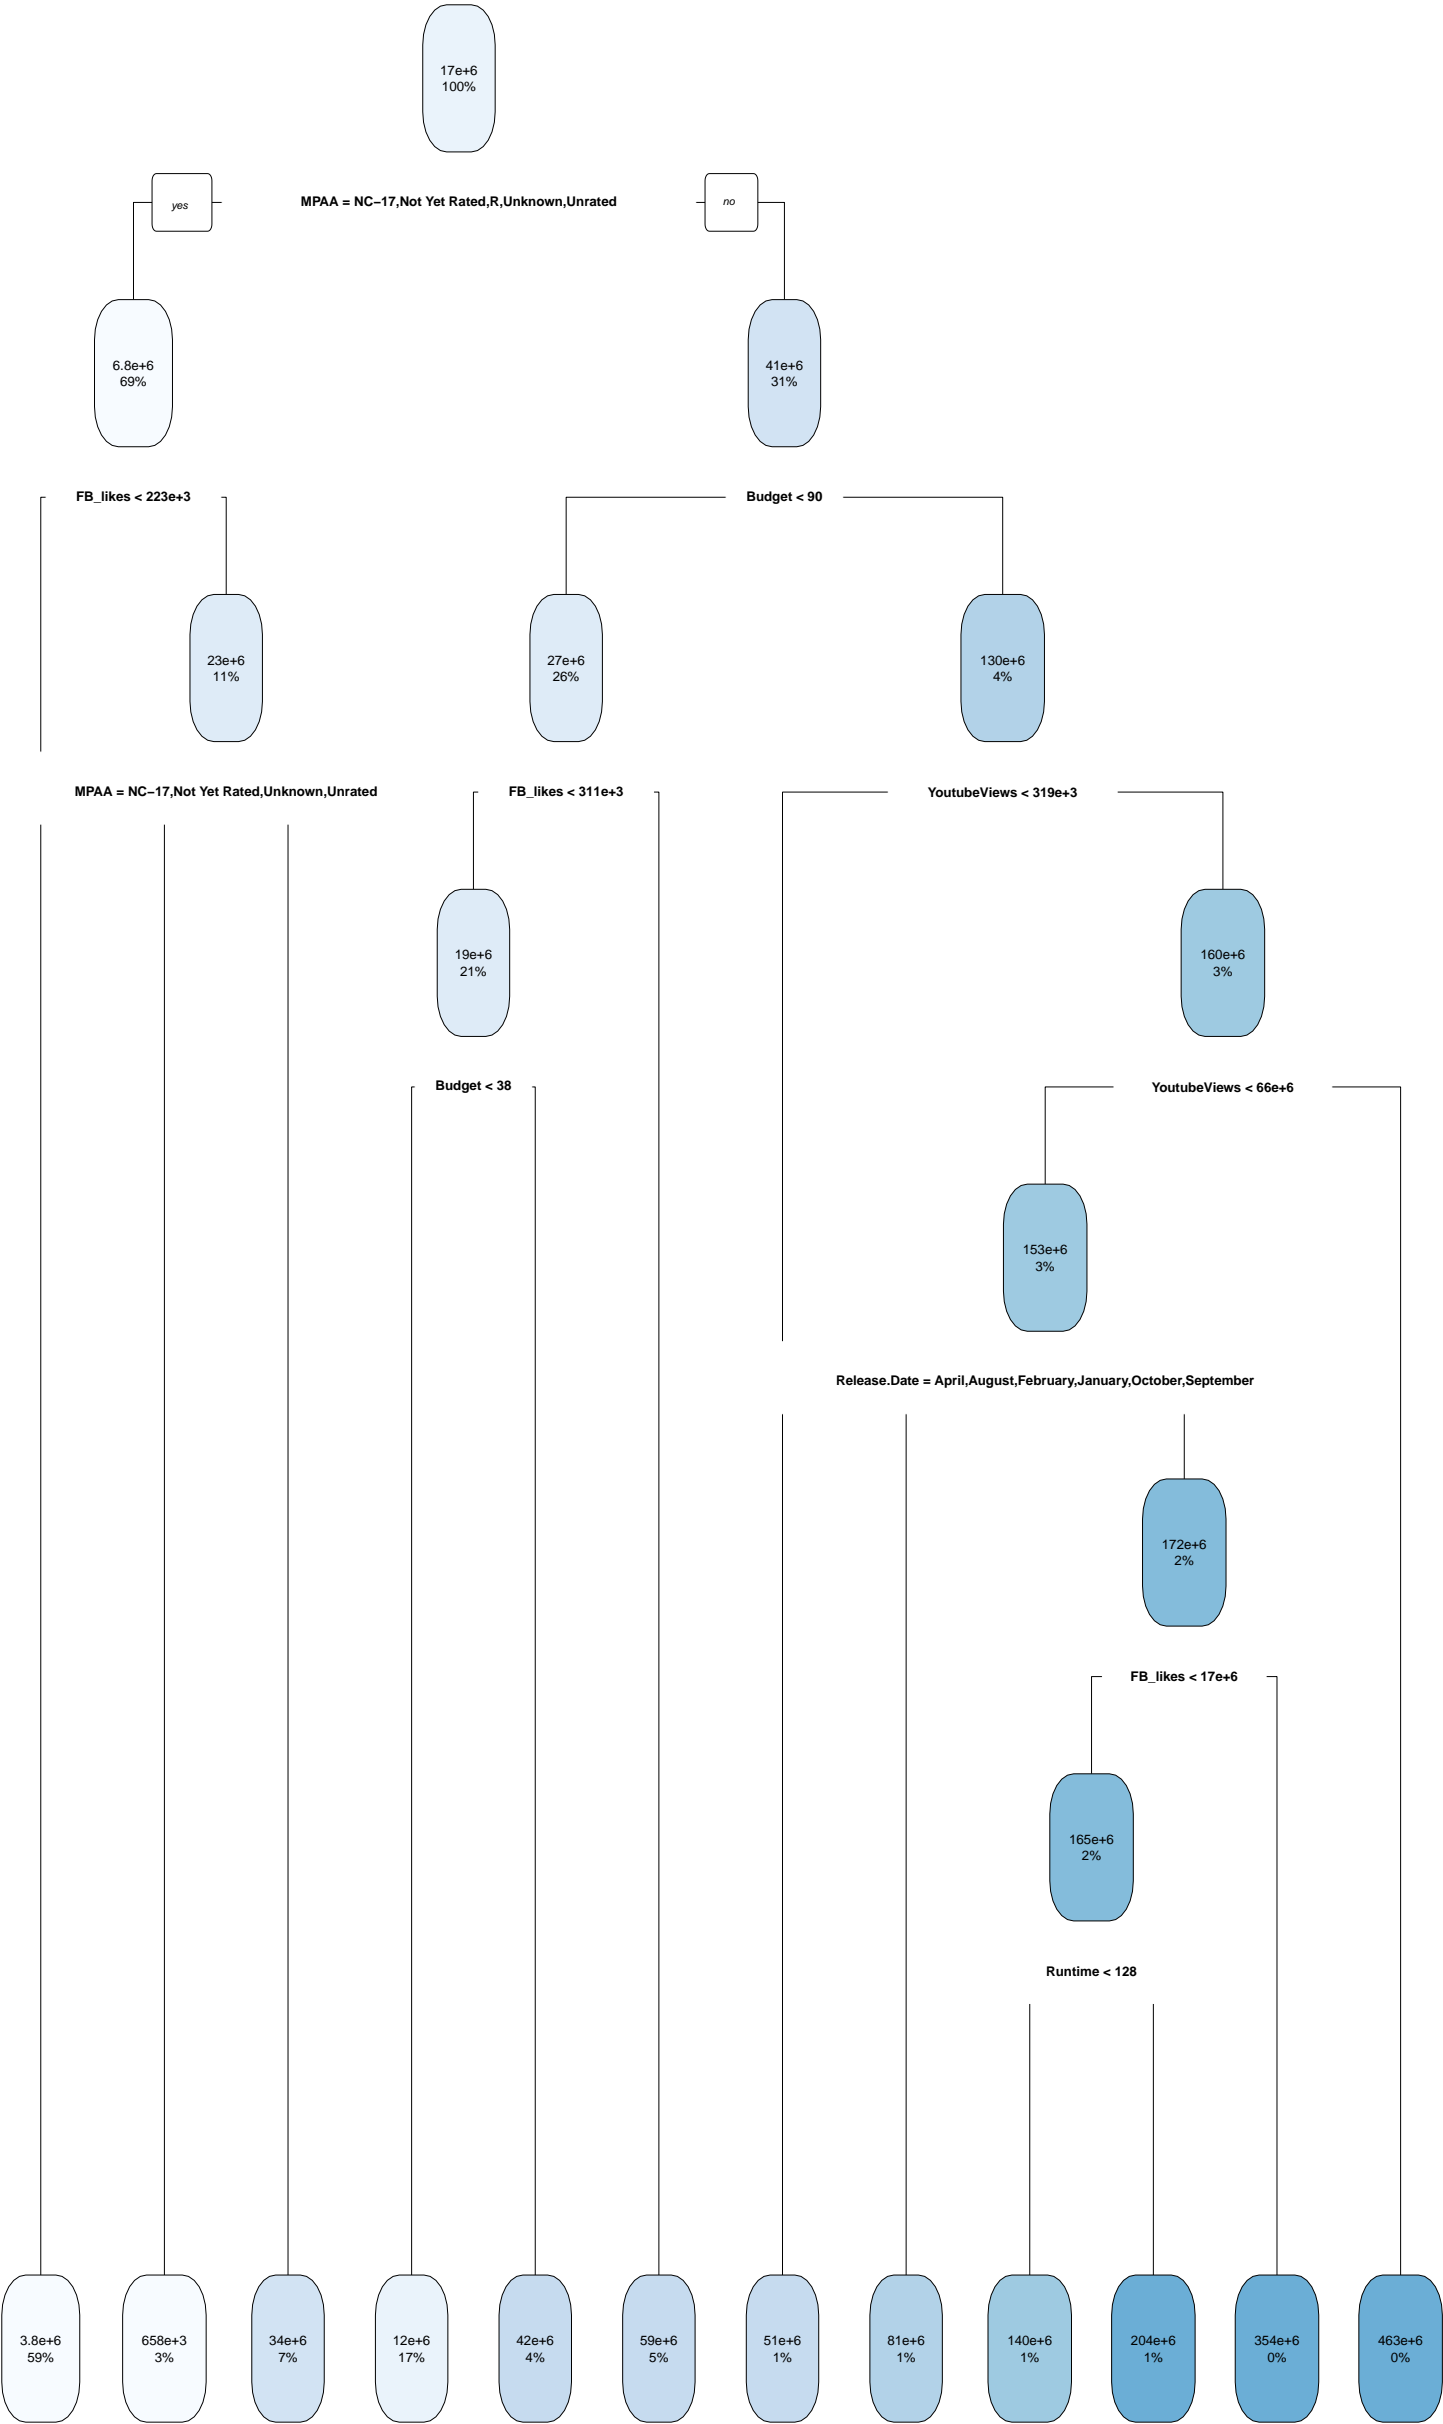 17e+6
100%
yes
MPAA = NC−17,Not Yet Rated,R,Unknown,Unrated
no
6.8e+6
69%
41e+6
31%
FB_likes < 223e+3
Budget < 90
23e+6
11%
27e+6
26%
130e+6
4%
MPAA = NC−17,Not Yet Rated,Unknown,Unrated
FB_likes < 311e+3
YoutubeViews < 319e+3
19e+6
21%
160e+6
3%
Budget < 38
YoutubeViews < 66e+6
153e+6
3%
Release.Date = April,August,February,January,October,September
172e+6
2%
FB_likes < 17e+6
165e+6
2%
Runtime < 128
3.8e+6
59%
658e+3
3%
34e+6
7%
12e+6
17%
42e+6
4%
59e+6
5%
51e+6
1%
81e+6
1%
140e+6
1%
204e+6
1%
354e+6
0%
463e+6
0%